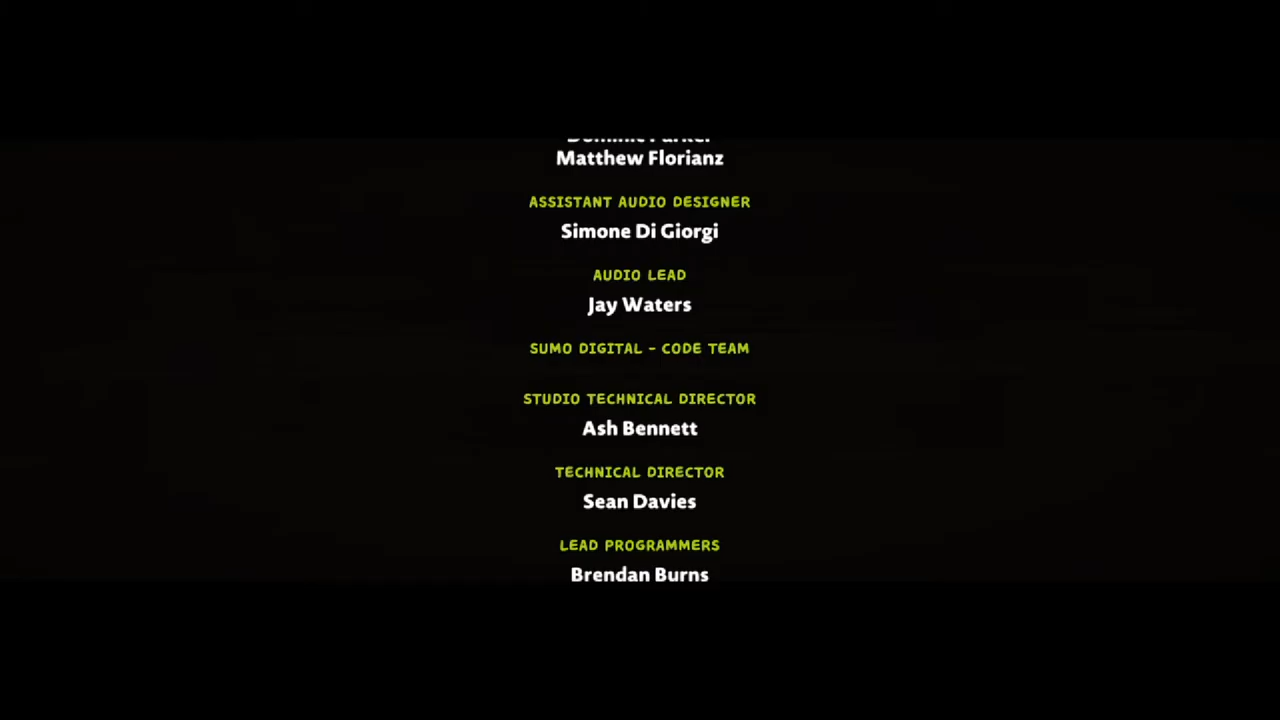 Matthew Florianz
ASSISTANT AUDIO DESIGNER
Simone Di Giorgi
AUDIO LEAD
Jay Waters
SUMO DIGITAL - CODE TEAM
STUDIO TECHNICAL DIRECTOR
Ash Bennett
TECHNICAL DIRECTOR
Sean Davies
LEAD PROGRAMMERS
Brendan Burns